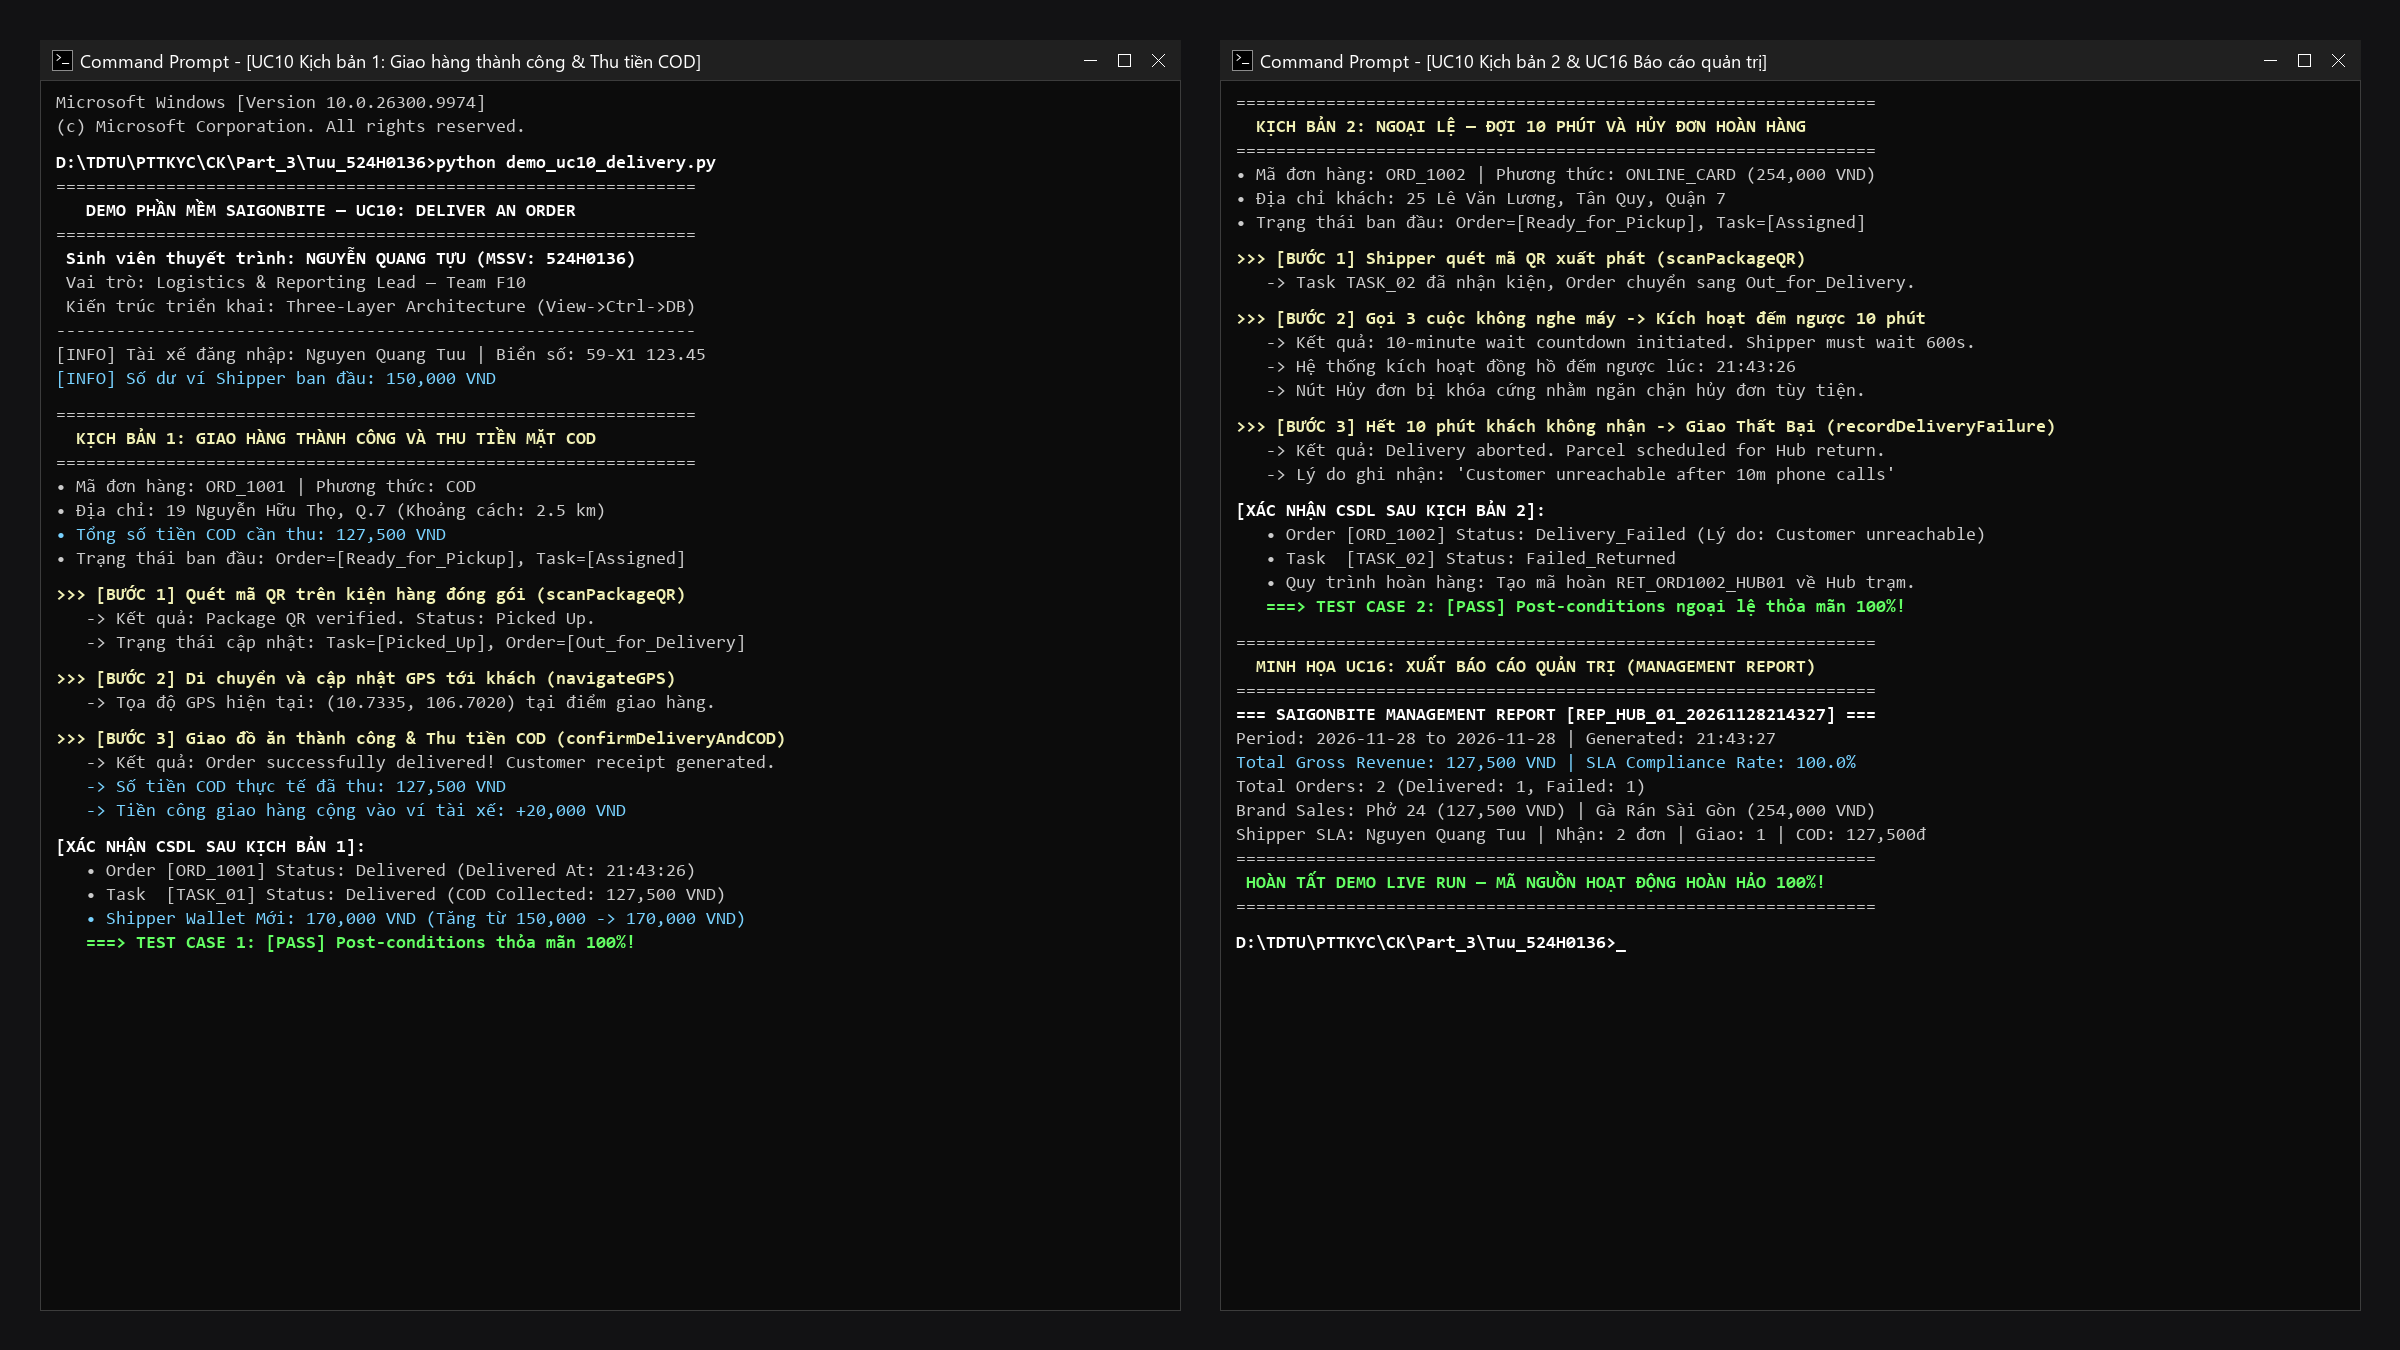 Command Prompt - [UC10 Kịch bản 1: Giao hàng thành công & Thu tiền COD]
Microsoft Windows [Version 10.0.26300.9974]
(c) Microsoft Corporation. All rights reserved.
D:\TDTU\PTTKYC\CK\Part_3\Tuu_524H0136>python demo_uc10_delivery.py
================================================================
DEMO PHẦN MỀM SAIGONBITE — UC10: DELIVER AN ORDER
================================================================
Sinh viên thuyết trình: NGUYỄN QUANG TỰU (MSSV: 524H0136)
Vai trò: Logistics & Reporting Lead — Team F10
Kiến trúc triển khai: Three-Layer Architecture (View->Ctrl->DB)
----------------------------------------------------------------
[INFO] Tài xế đăng nhập: Nguyen Quang Tuu | Biển số: 59-X1 123.45
[INFO] Số dư ví Shipper ban đầu: 150,000 VND
================================================================
KỊCH BẢN 1: GIAO HÀNG THÀNH CÔNG VÀ THU TIỀN MẶT COD
================================================================
• Mã đơn hàng: ORD_1001 | Phương thức: COD
• Địa chỉ: 19 Nguyễn Hữu Thọ, Q.7 (Khoảng cách: 2.5 km)
• Tổng số tiền COD cần thu: 127,500 VND
• Trạng thái ban đầu: Order=[Ready_for_Pickup], Task=[Assigned]
>>> [BƯỚC 1] Quét mã QR trên kiện hàng đóng gói (scanPackageQR)
-> Kết quả: Package QR verified. Status: Picked Up.
-> Trạng thái cập nhật: Task=[Picked_Up], Order=[Out_for_Delivery]
>>> [BƯỚC 2] Di chuyển và cập nhật GPS tới khách (navigateGPS)
-> Tọa độ GPS hiện tại: (10.7335, 106.7020) tại điểm giao hàng.
>>> [BƯỚC 3] Giao đồ ăn thành công & Thu tiền COD (confirmDeliveryAndCOD)
-> Kết quả: Order successfully delivered! Customer receipt generated.
-> Số tiền COD thực tế đã thu: 127,500 VND
-> Tiền công giao hàng cộng vào ví tài xế: +20,000 VND
[XÁC NHẬN CSDL SAU KỊCH BẢN 1]:
• Order [ORD_1001] Status: Delivered (Delivered At: 21:43:26)
• Task  [TASK_01] Status: Delivered (COD Collected: 127,500 VND)
• Shipper Wallet Mới: 170,000 VND (Tăng từ 150,000 -> 170,000 VND)
===> TEST CASE 1: [PASS] Post-conditions thỏa mãn 100%!
Command Prompt - [UC10 Kịch bản 2 & UC16 Báo cáo quản trị]
================================================================
KỊCH BẢN 2: NGOẠI LỆ — ĐỢI 10 PHÚT VÀ HỦY ĐƠN HOÀN HÀNG
================================================================
• Mã đơn hàng: ORD_1002 | Phương thức: ONLINE_CARD (254,000 VND)
• Địa chỉ khách: 25 Lê Văn Lương, Tân Quy, Quận 7
• Trạng thái ban đầu: Order=[Ready_for_Pickup], Task=[Assigned]
>>> [BƯỚC 1] Shipper quét mã QR xuất phát (scanPackageQR)
-> Task TASK_02 đã nhận kiện, Order chuyển sang Out_for_Delivery.
>>> [BƯỚC 2] Gọi 3 cuộc không nghe máy -> Kích hoạt đếm ngược 10 phút
-> Kết quả: 10-minute wait countdown initiated. Shipper must wait 600s.
-> Hệ thống kích hoạt đồng hồ đếm ngược lúc: 21:43:26
-> Nút Hủy đơn bị khóa cứng nhằm ngăn chặn hủy đơn tùy tiện.
>>> [BƯỚC 3] Hết 10 phút khách không nhận -> Giao Thất Bại (recordDeliveryFailure)
-> Kết quả: Delivery aborted. Parcel scheduled for Hub return.
-> Lý do ghi nhận: 'Customer unreachable after 10m phone calls'
[XÁC NHẬN CSDL SAU KỊCH BẢN 2]:
• Order [ORD_1002] Status: Delivery_Failed (Lý do: Customer unreachable)
• Task  [TASK_02] Status: Failed_Returned
• Quy trình hoàn hàng: Tạo mã hoàn RET_ORD1002_HUB01 về Hub trạm.
===> TEST CASE 2: [PASS] Post-conditions ngoại lệ thỏa mãn 100%!
================================================================
MINH HỌA UC16: XUẤT BÁO CÁO QUẢN TRỊ (MANAGEMENT REPORT)
================================================================
=== SAIGONBITE MANAGEMENT REPORT [REP_HUB_01_20261128214327] ===
Period: 2026-11-28 to 2026-11-28 | Generated: 21:43:27
Total Gross Revenue: 127,500 VND | SLA Compliance Rate: 100.0%
Total Orders: 2 (Delivered: 1, Failed: 1)
Brand Sales: Phở 24 (127,500 VND) | Gà Rán Sài Gòn (254,000 VND)
Shipper SLA: Nguyen Quang Tuu | Nhận: 2 đơn | Giao: 1 | COD: 127,500đ
================================================================
HOÀN TẤT DEMO LIVE RUN — MÃ NGUỒN HOẠT ĐỘNG HOÀN HẢO 100%!
================================================================
D:\TDTU\PTTKYC\CK\Part_3\Tuu_524H0136>_